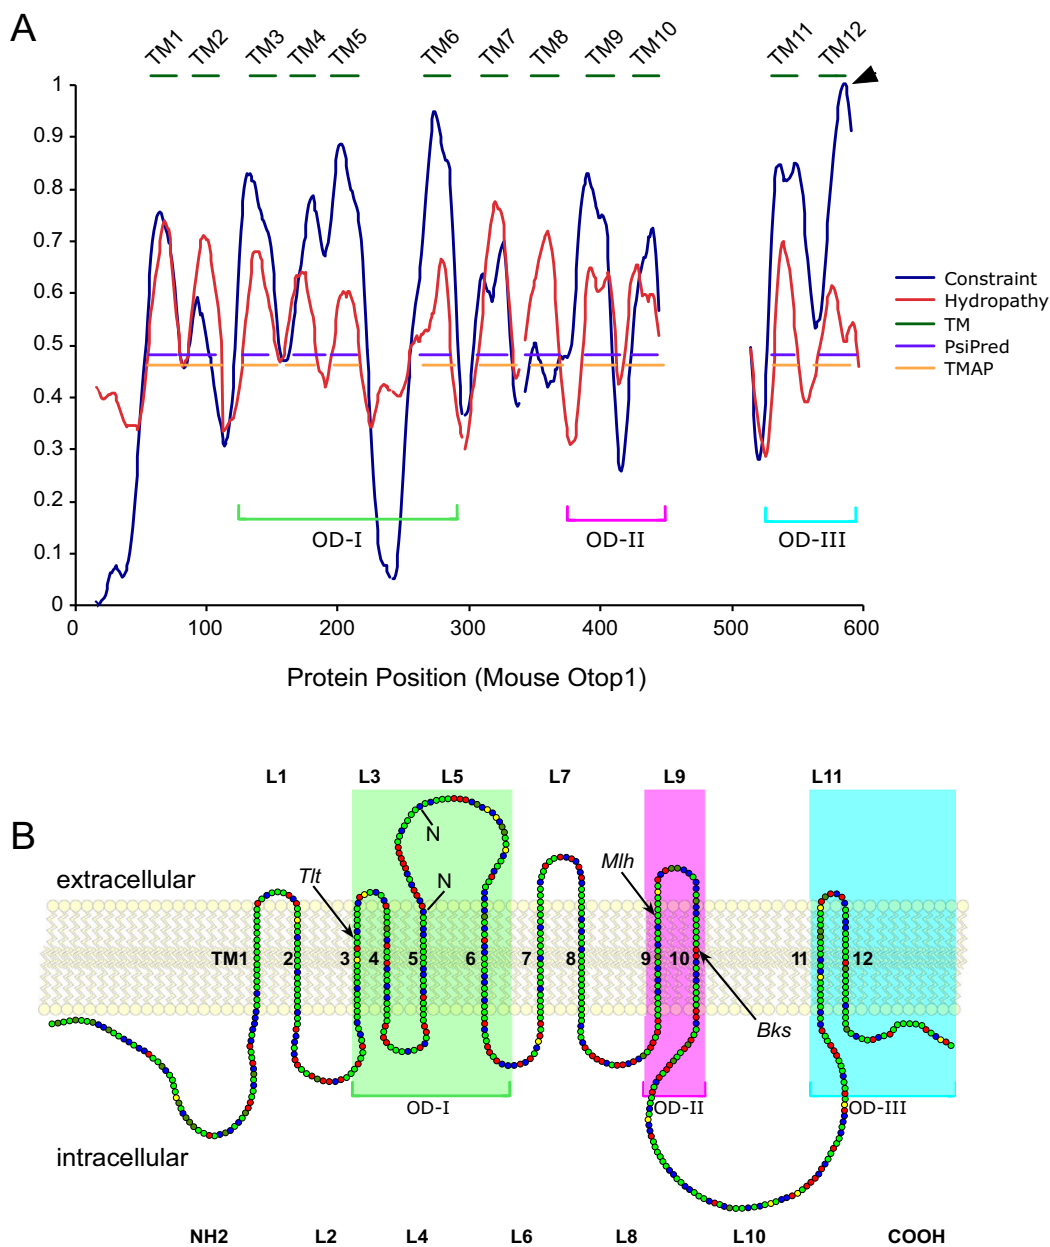 A
TM1 TM2 TM3 TM4 TM5 TM6 TM7 TM8 TM9 TM10 TM11 TM12
1
0.9
0.8
0.7
0.6
0.5
0.4
0.3
0.2
0.1
0
Constraint
Hydropathy
TM
PsiPred
TMAP
OD-I OD-II OD-III
0 100 200 300 400 500 600
Protein Position (Mouse Otop1)
B
L1 L3 L5 L7 L9 L11
N
Tlt N Mlh
extracellular
TM1 2 3 4 5 6 7 8 9 10 11 12
Bks
OD-I OD-II OD-III
intracellular
NH2 L2 L4 L6 L8 L10 COOH